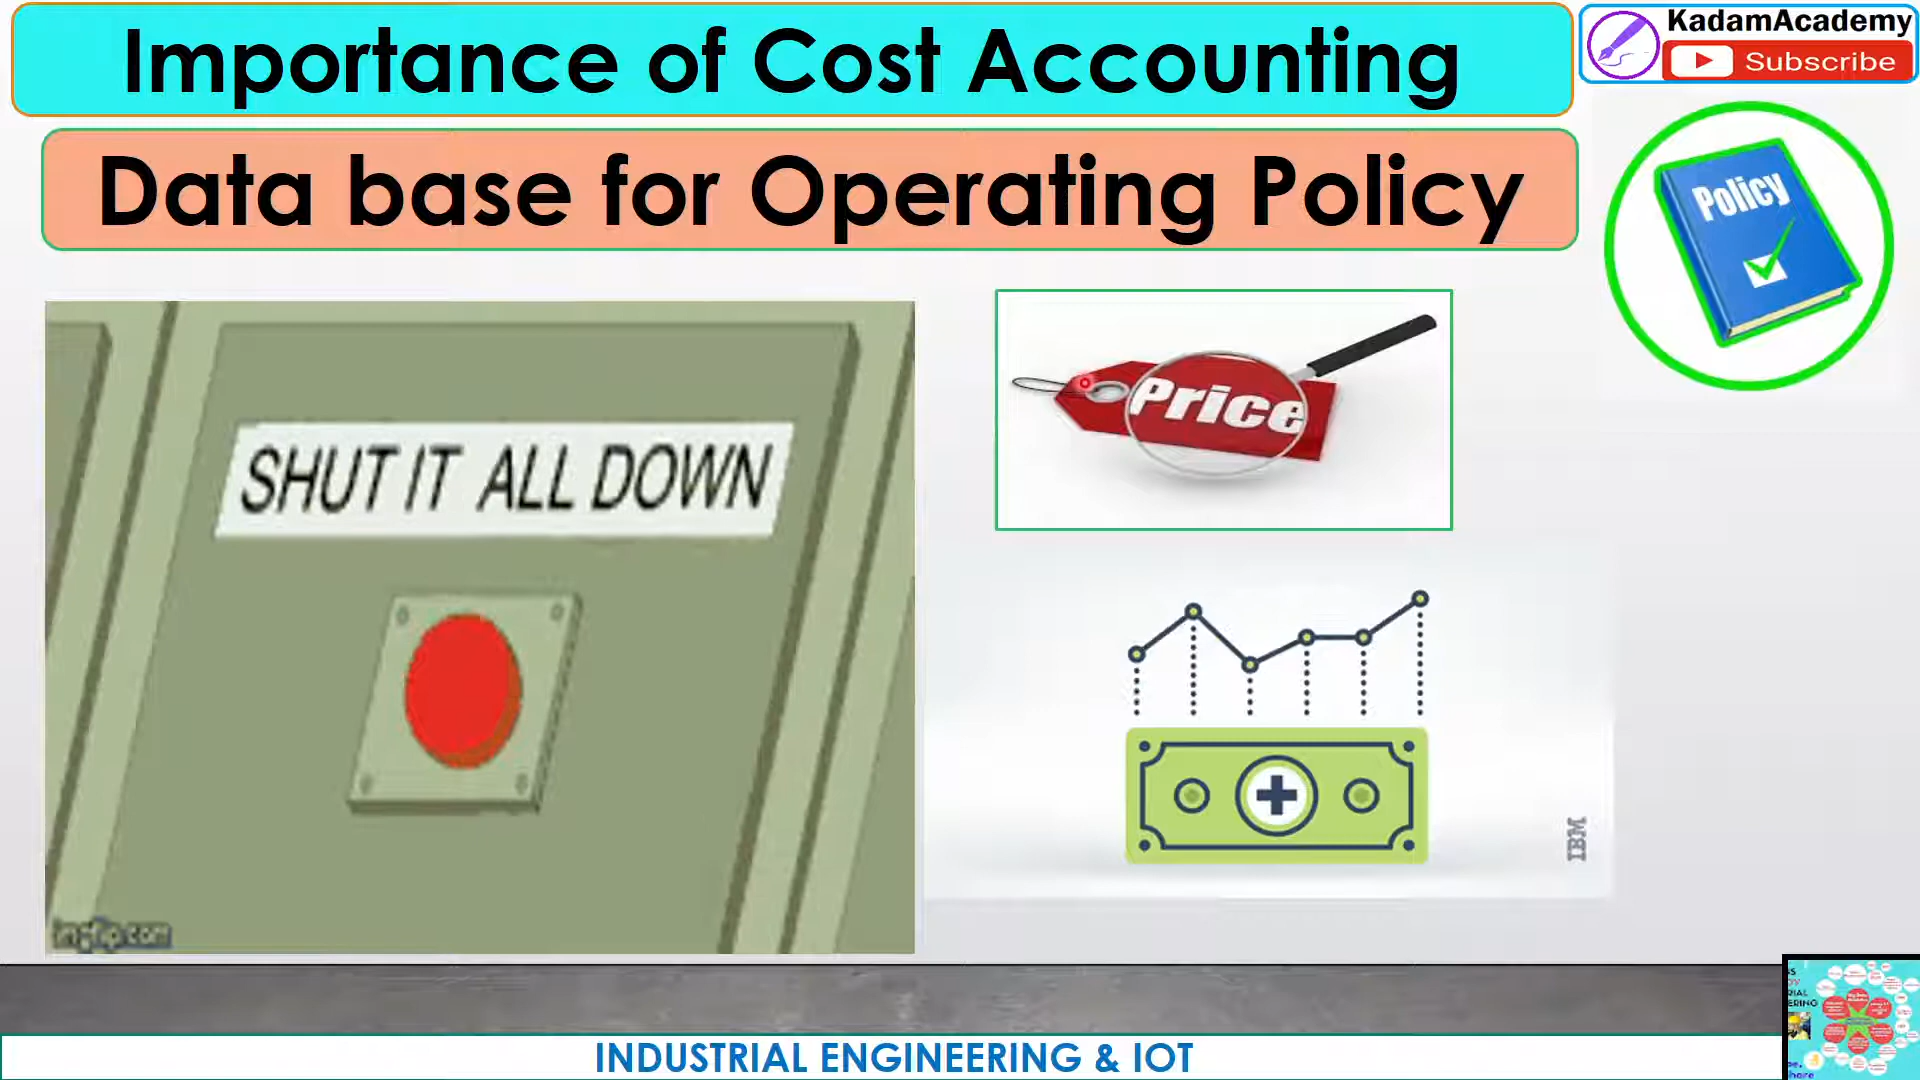 Importance of Cost Accounting
KadamAcademy
Subscribe
Data base for Operating Policy
Policy
SHUT IT ALL DOWN
Price
IBM
imgflip.com
INDUSTRIAL ENGINEERING & IOT